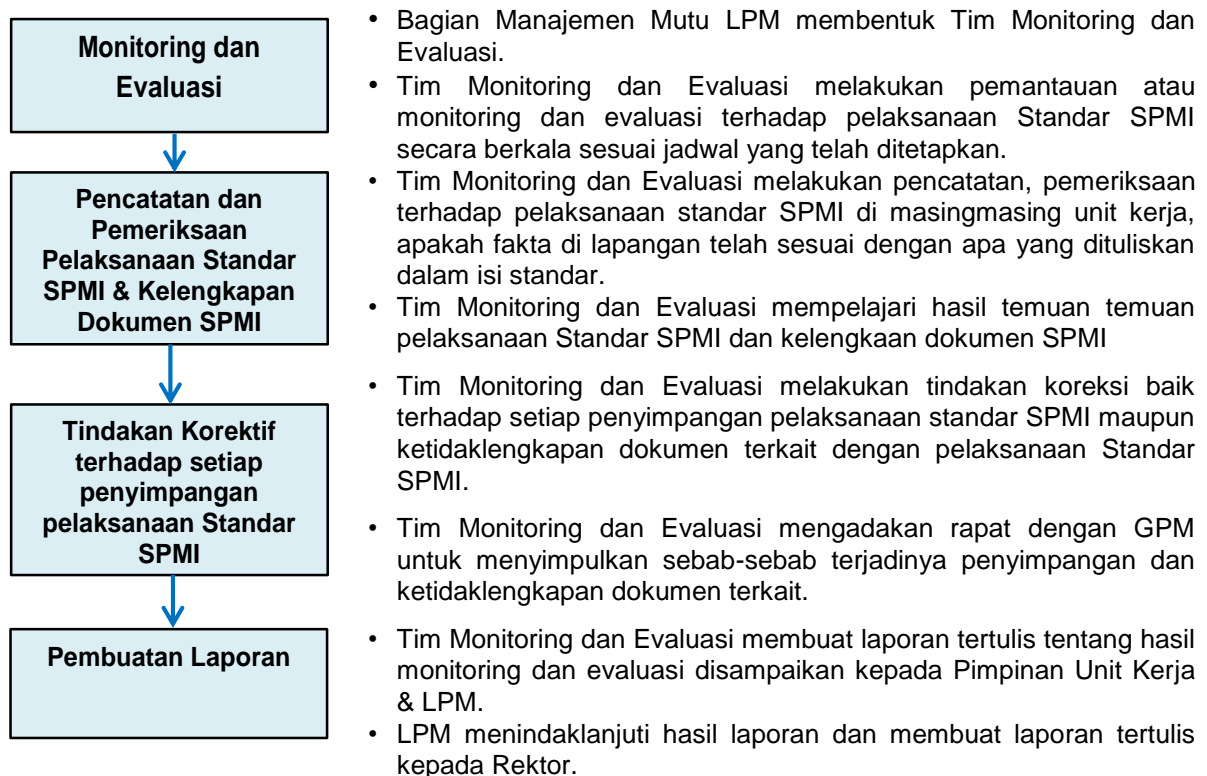 Monitoring dan
Evaluasi
• Bagian Manajemen Mutu LPM membentuk Tim Monitoring dan
Evaluasi.
• Tim Monitoring dan Evaluasi melakukan pemantauan atau
monitoring dan evaluasi terhadap pelaksanaan Standar SPMI
secara berkala sesuai jadwal yang telah ditetapkan.
Pencatatan dan
Pemeriksaan
Pelaksanaan Standar
SPMI & Kelengkapan
Dokumen SPMI
• Tim Monitoring dan Evaluasi melakukan pencatatan, pemeriksaan
terhadap pelaksanaan standar SPMI di masingmasing unit kerja,
apakah fakta di lapangan telah sesuai dengan apa yang dituliskan
dalam isi standar.
• Tim Monitoring dan Evaluasi mempelajari hasil temuan temuan
pelaksanaan Standar SPMI dan kelengkaan dokumen SPMI
Tindakan Korektif
terhadap setiap
penyimpangan
pelaksanaan Standar
SPMI
• Tim Monitoring dan Evaluasi melakukan tindakan koreksi baik
terhadap setiap penyimpangan pelaksanaan standar SPMI maupun
ketidaklengkapan dokumen terkait dengan pelaksanaan Standar
SPMI.
• Tim Monitoring dan Evaluasi mengadakan rapat dengan GPM
untuk menyimpulkan sebab-sebab terjadinya penyimpangan dan
ketidaklengkapan dokumen terkait.
Pembuatan Laporan
• Tim Monitoring dan Evaluasi membuat laporan tertulis tentang hasil
monitoring dan evaluasi disampaikan kepada Pimpinan Unit Kerja
& LPM.
• LPM menindaklanjuti hasil laporan dan membuat laporan tertulis
kepada Rektor.